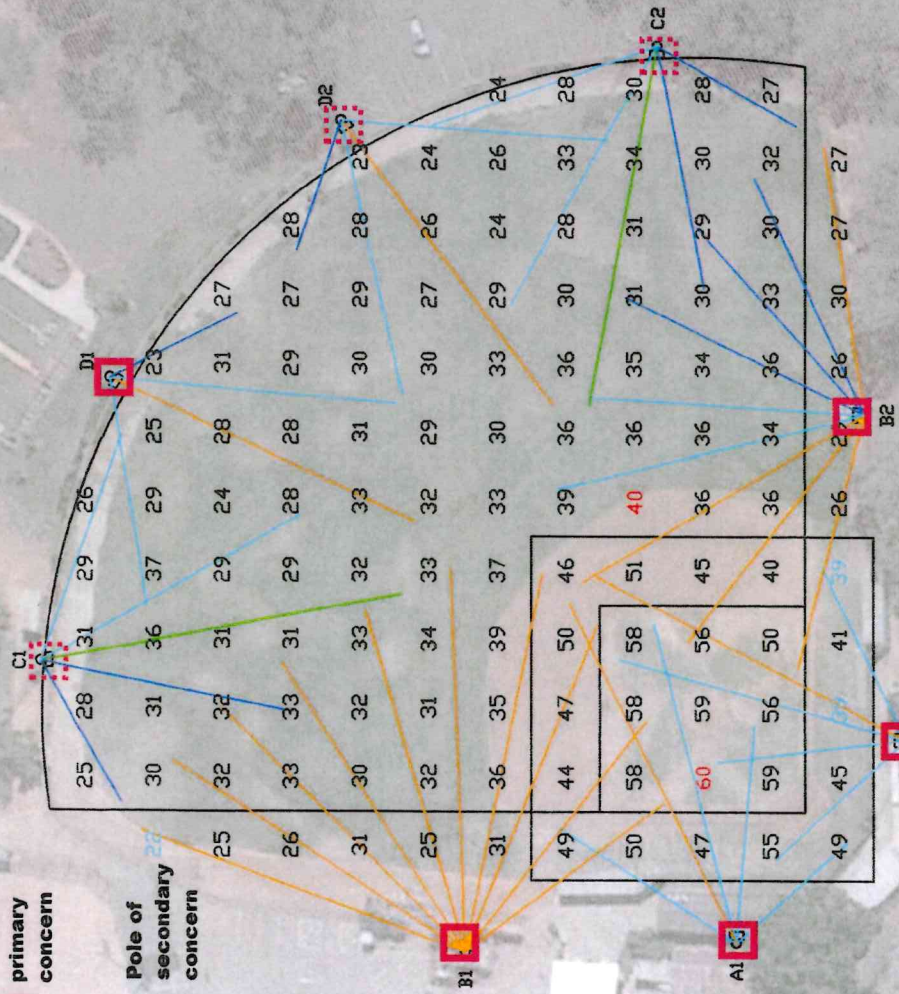 primary
concern
C1
25 28 31 29 26
D1
Pole of
secondary
concern
22 30 31 36 37 29 25 23
D2
25 32 32 31 29 24 28 31 27
26 33 33 31 29 28 28 29 27 28
31 30 32 33 32 33 31 30 29 28 23
25 32 31 34 33 32 29 30 27 26 24
B1
31 36 35 39 37 33 30 33 29 24 26 24
49 44 47 50 46 39 36 36 30 28 33 28
C2
50 58 58 58 51 40 36 35 31 31 34 30
47 60 59 56 45 36 36 34 30 29 30 28
A1
55 59 56 50 40 36 34 36 33 30 32 27
49 45 41 39 26 26 30 27 27
B2